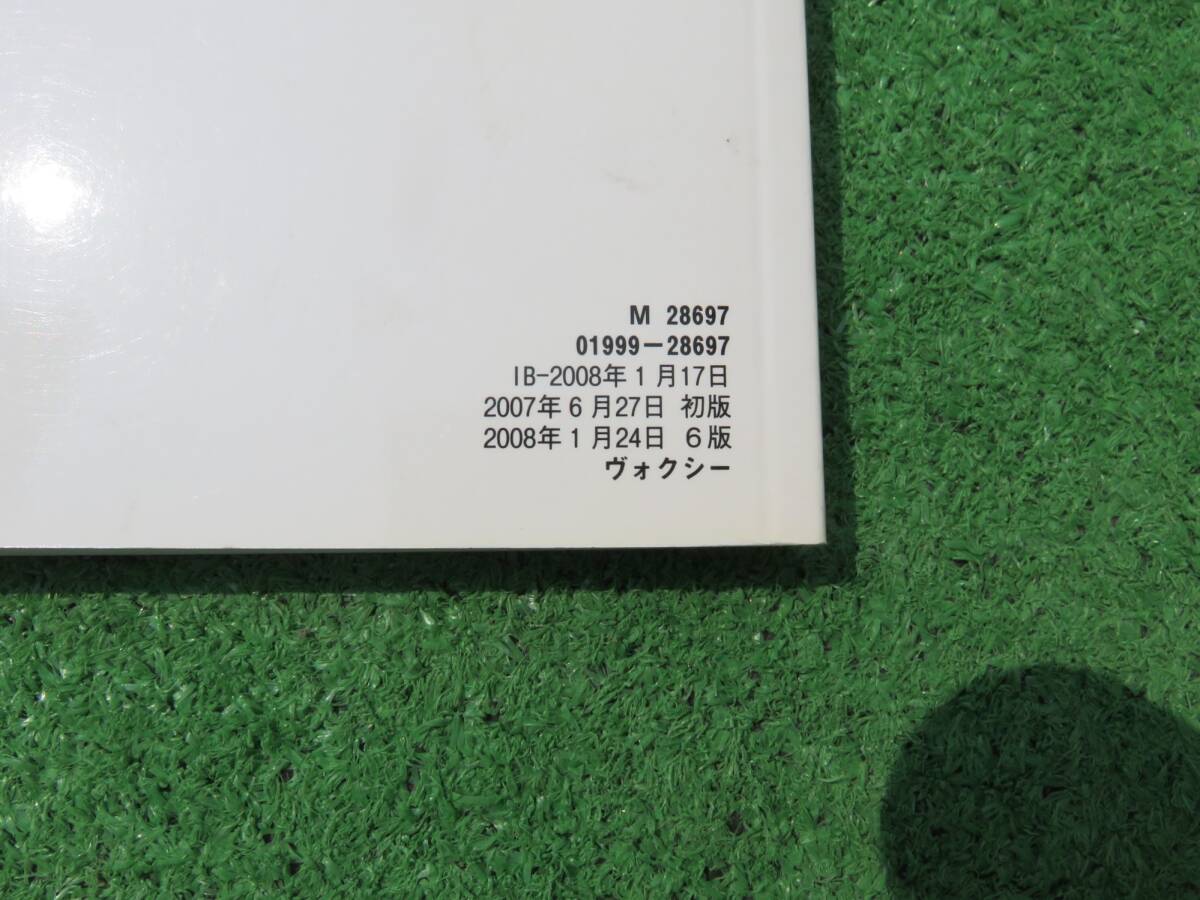 M 28697
01999-28697
IB-2008年1月17日
2007年6月27日 初版
2008年1月24日 6版
ヴォクシー